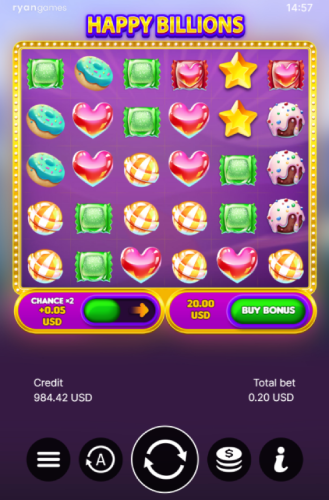 ryangames 14:57
HAPPY BILLIONS
CHANCE ×2
+0.05
USD
20.00
USD
BUY BONUS
Credit
984.42 USD
Total bet
0.20 USD
A
$
i